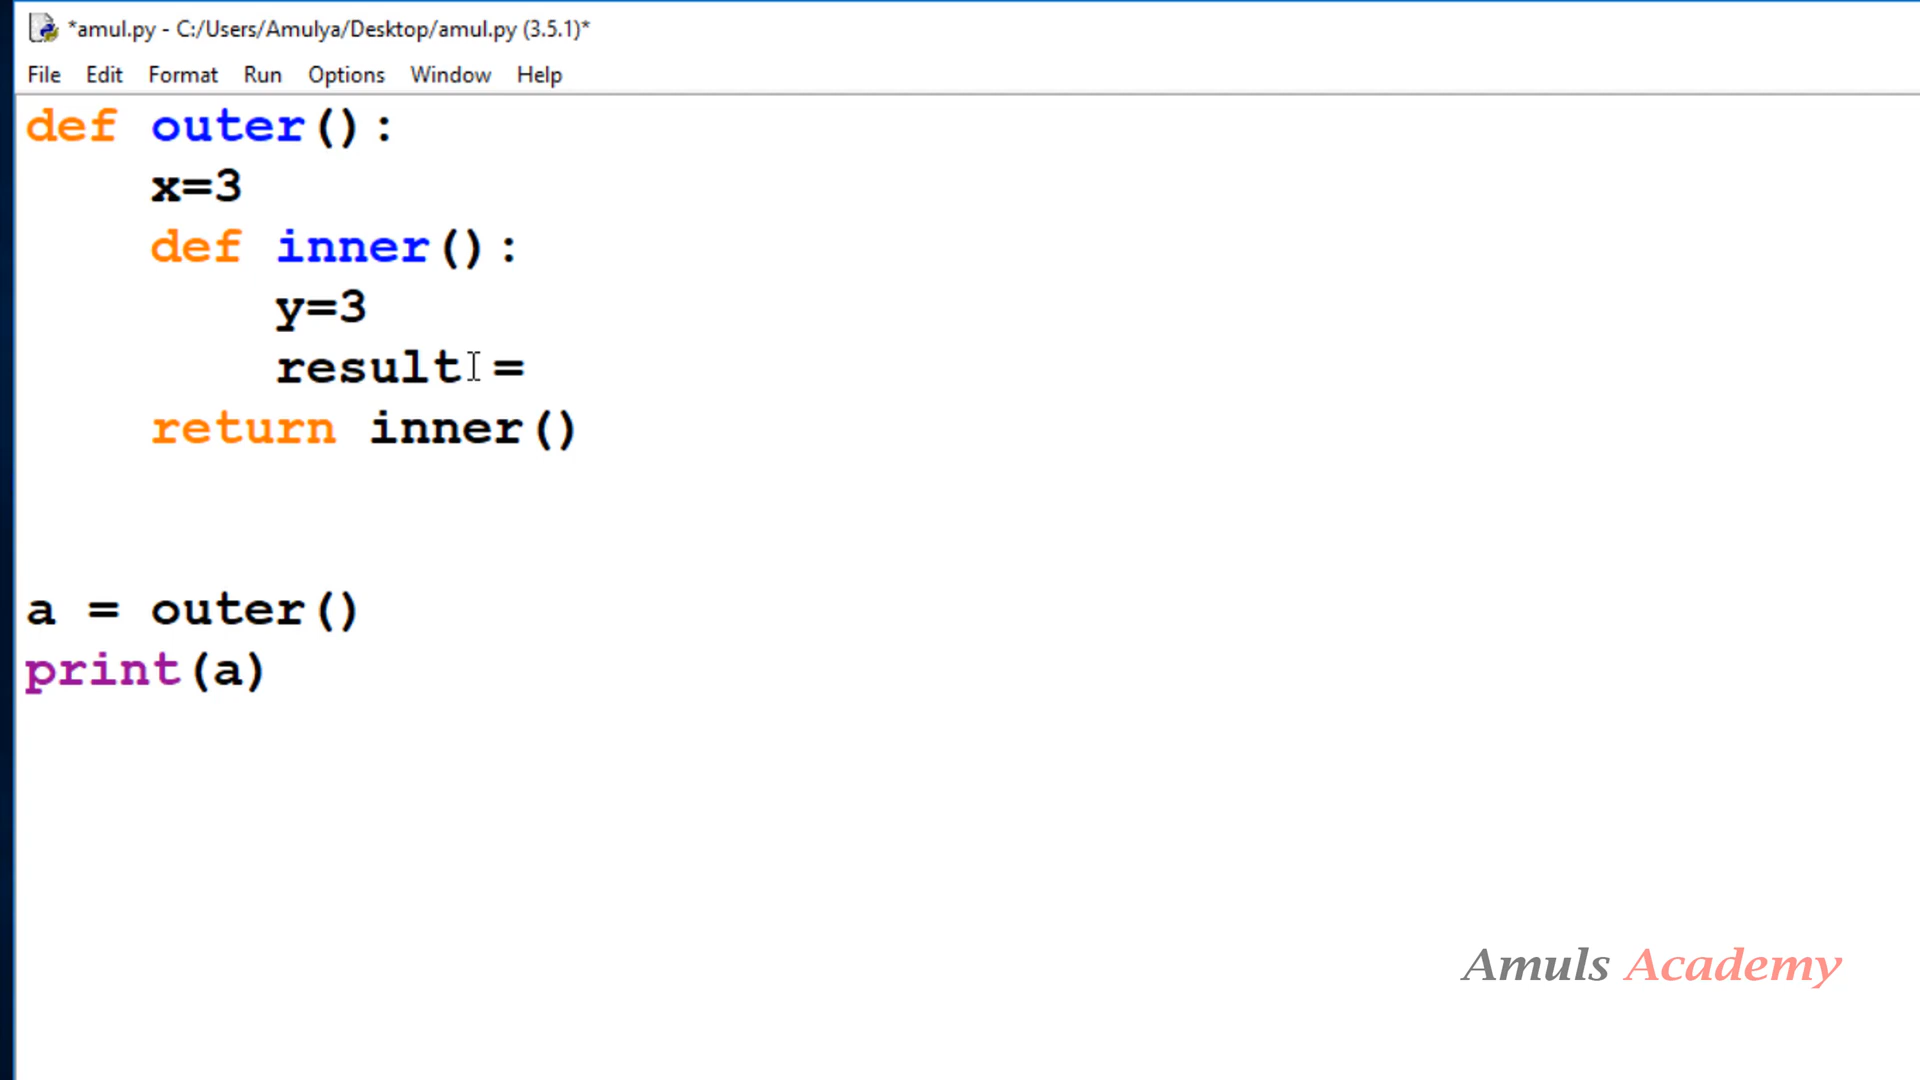 *amul.py - C:/Users/Amulya/Desktop/amul.py (3.5.1)*
File Edit Format Run Options Window Help
def outer():
    x=3
    def inner():
        y=3
        result =
    return inner()
a = outer()
print(a)
Amuls Academy